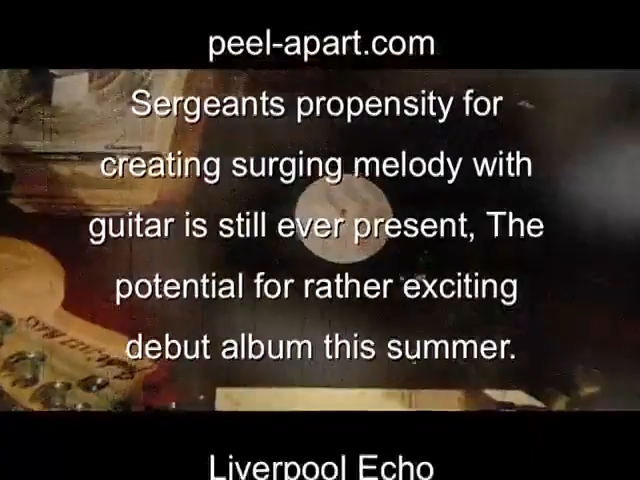 peel-apart.com
Sergeants propensity for
creating surging melody with
guitar is still ever present, The
potential for rather exciting
debut album this summer.
Liverpool Echo